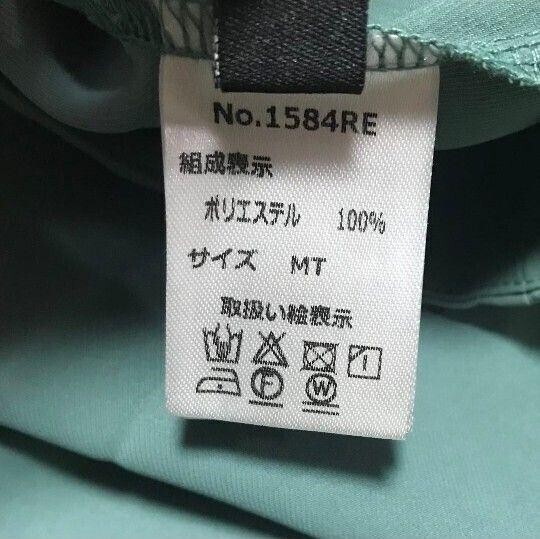 No.1584RE
組成表示
ポリエステル 100%
サイズ MT
取扱い絵表示
F W